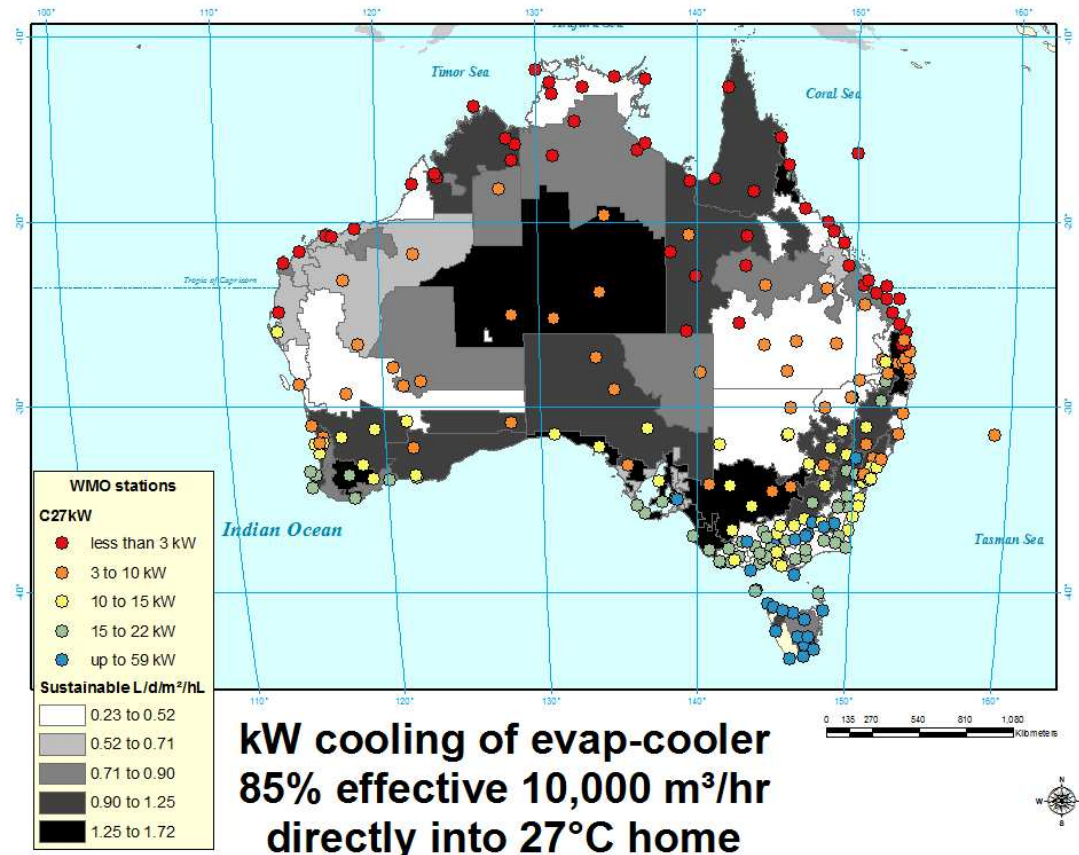 100° 110° 120° 130° 140° 150° 160°
-10° -10°
Timor Sea
Coral Sea
-20° -20°
Tropic of Capricorn
-30° -30°
WMO stations
C27kW
less than 3 kW
3 to 10 kW
10 to 15 kW
15 to 22 kW
up to 59 kW
Sustainable L/d/m²/hL
0.23 to 0.52
0.52 to 0.71
0.71 to 0.90
0.90 to 1.25
1.25 to 1.72
Indian Ocean
Tasman Sea
-40° -40°
110° 120° 130° 140° 150° 160°
0 135 270 540 810 1,080
Kilometers
kW cooling of evap-cooler
85% effective 10,000 m³/hr
directly into 27°C home
N
W
S